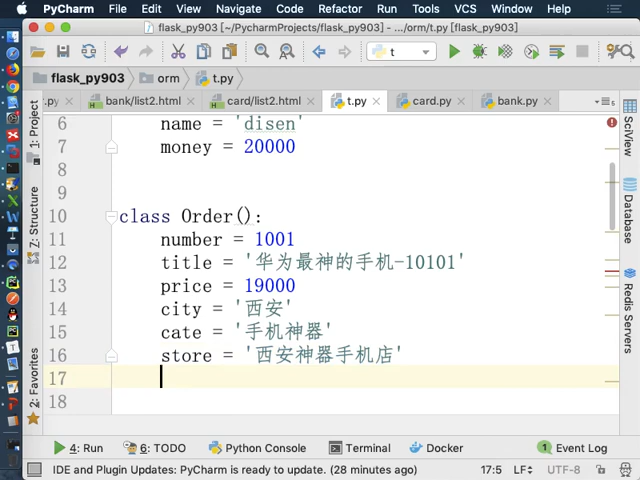 PyCharm File Edit View Navigate Code Refactor Run Tools VCS Window Help
flask_py903 [~/PycharmProjects/flask_py903] - .../orm/t.py [flask_py903]
t
flask_py903 orm t.py
.py bank/list2.html card/list2.html t.py card.py bank.py
1: Project
7: Structure
2: Favorites
6 name = 'disen'
7 money = 20000
8
9
10 class Order():
11 number = 1001
12 title = '华为最神的手机-10101'
13 price = 19000
14 city = '西安'
15 cate = '手机神器'
16 store = '西安神器手机店'
17
18
SciView
Database
Redis Servers
4: Run 6: TODO Python Console Terminal Docker 1 Event Log
IDE and Plugin Updates: PyCharm is ready to update. (28 minutes ago) 17:5 LF UTF-8